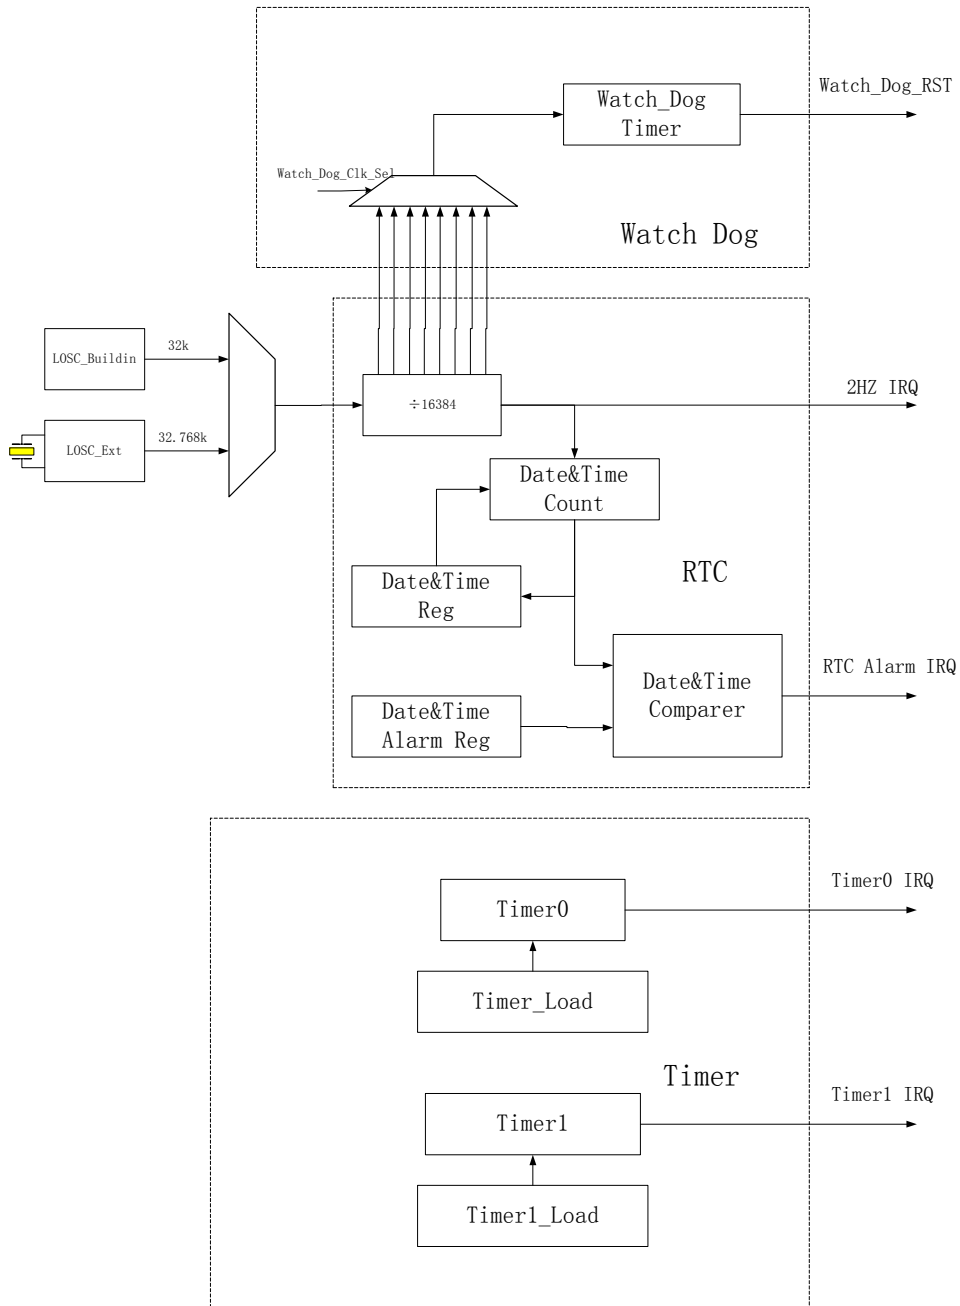 Watch_Dog_RST
Watch_Dog
Timer
Watch_Dog_Clk_Sel
Watch Dog
LOSC_Buildin
32k
LOSC_Ext
32.768k
÷16384
2HZ IRQ
Date&Time
Count
RTC
Date&Time
Reg
Date&Time
Comparer
RTC Alarm IRQ
Date&Time
Alarm Reg
Timer0
Timer0 IRQ
Timer_Load
Timer
Timer1
Timer1 IRQ
Timer1_Load